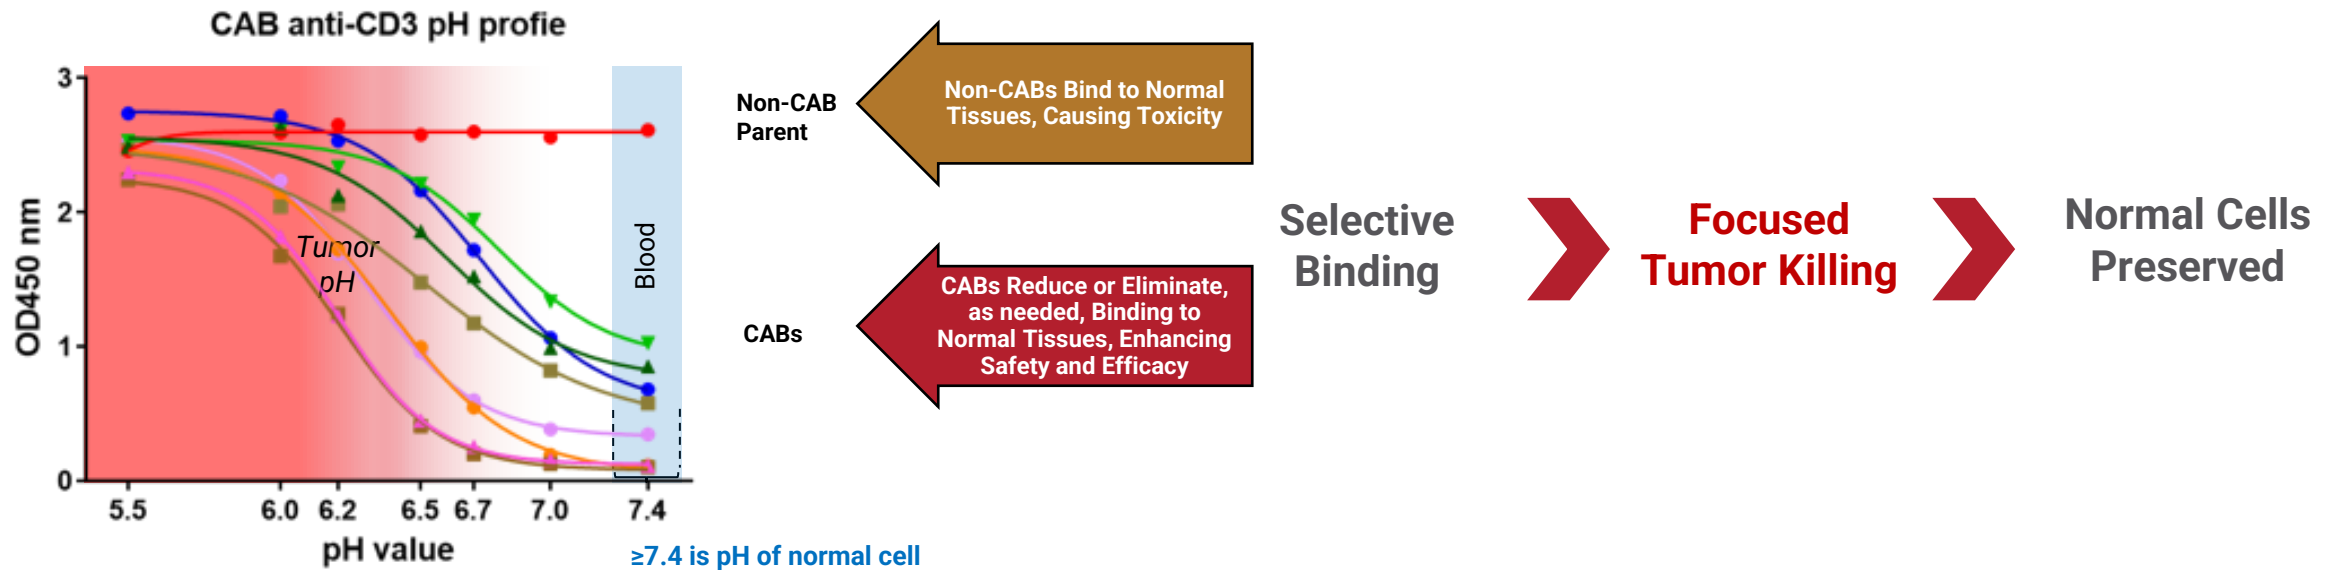 CAB anti-CD3 pH profie
3
2
1
0
OD450 nm
Tumor
pH
Blood
5.5
6.0
6.2
6.5
6.7
7.0
7.4
pH value
≥7.4 is pH of normal cell
Non-CAB
Parent
Non-CABs Bind to Normal
Tissues, Causing Toxicity
CABs
CABs Reduce or Eliminate,
as needed, Binding to
Normal Tissues, Enhancing
Safety and Efficacy
Selective
Binding
Focused
Tumor Killing
Normal Cells
Preserved